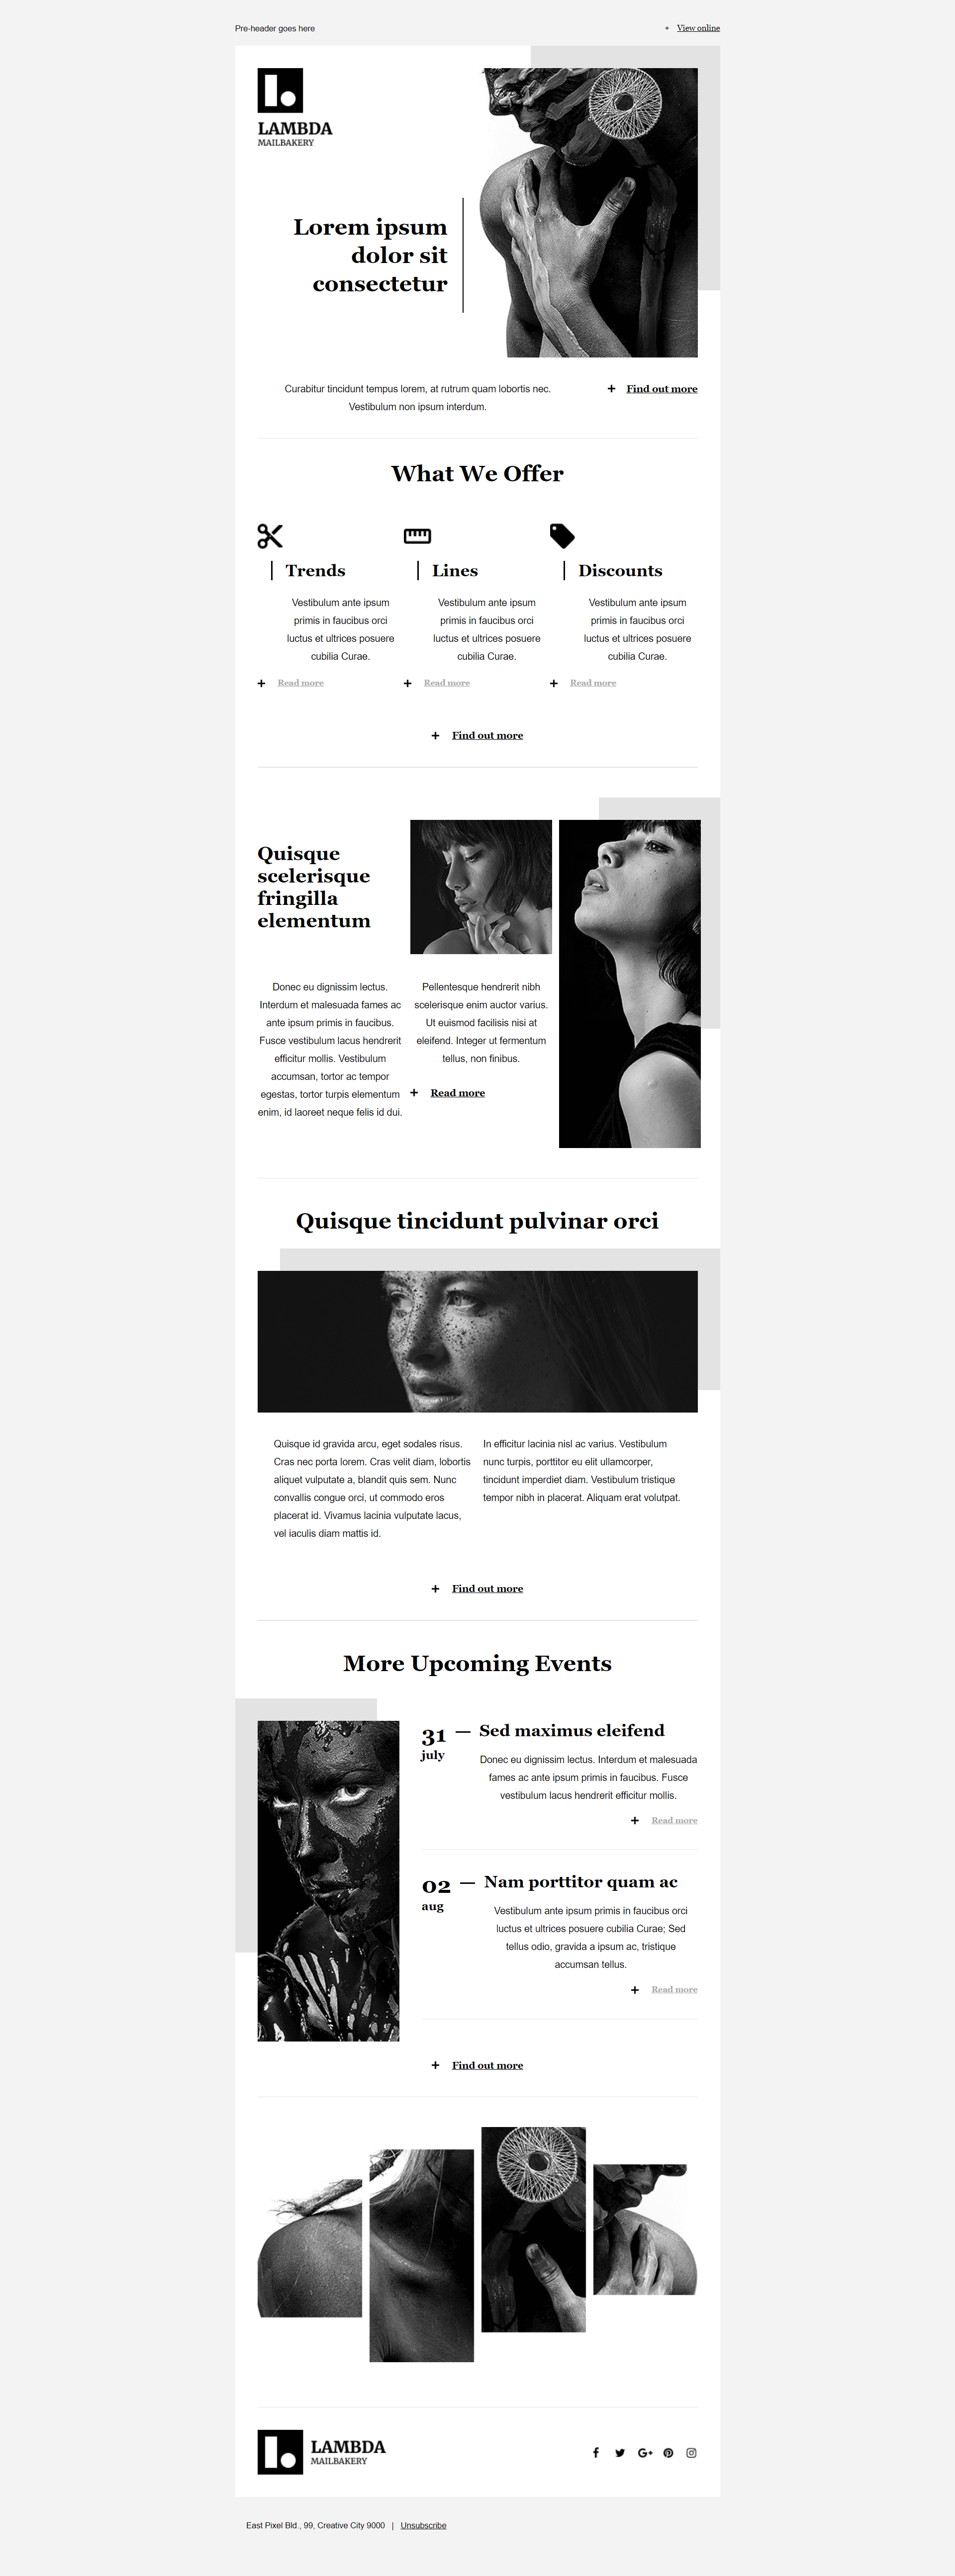 Pre-header goes here
+ View online
LAMBDA
MAILBAKERY
Lorem ipsum
dolor sit
consectetur
Curabitur tincidunt tempus lorem, at rutrum quam lobortis nec.
Vestibulum non ipsum interdum.
+ Find out more
What We Offer
Trends
Vestibulum ante ipsum
primis in faucibus orci
luctus et ultrices posuere
cubilia Curae.
+ Read more
Lines
Vestibulum ante ipsum
primis in faucibus orci
luctus et ultrices posuere
cubilia Curae.
+ Read more
Discounts
Vestibulum ante ipsum
primis in faucibus orci
luctus et ultrices posuere
cubilia Curae.
+ Read more
+ Find out more
Quisque
scelerisque
fringilla
elementum
Donec eu dignissim lectus.
Interdum et malesuada fames ac
ante ipsum primis in faucibus.
Fusce vestibulum lacus hendrerit
efficitur mollis. Vestibulum
accumsan, tortor ac tempor
egestas, tortor turpis elementum
enim, id laoreet neque felis id dui.
Pellentesque hendrerit nibh
scelerisque enim auctor varius.
Ut euismod facilisis nisi at
eleifend. Integer ut fermentum
tellus, non finibus.
+ Read more
Quisque tincidunt pulvinar orci
Quisque id gravida arcu, eget sodales risus.
Cras nec porta lorem. Cras velit diam, lobortis
aliquet vulputate a, blandit quis sem. Nunc
convallis congue orci, ut commodo eros
placerat id. Vivamus lacinia vulputate lacus,
vel iaculis diam mattis id.
In efficitur lacinia nisl ac varius. Vestibulum
nunc turpis, porttitor eu elit ullamcorper,
tincidunt imperdiet diam. Vestibulum tristique
tempor nibh in placerat. Aliquam erat volutpat.
+ Find out more
More Upcoming Events
31
july
Sed maximus eleifend
Donec eu dignissim lectus. Interdum et malesuada
fames ac ante ipsum primis in faucibus. Fusce
vestibulum lacus hendrerit efficitur mollis.
+ Read more
02
aug
Nam porttitor quam ac
Vestibulum ante ipsum primis in faucibus orci
luctus et ultrices posuere cubilia Curae; Sed
tellus odio, gravida a ipsum ac, tristique
accumsan tellus.
+ Read more
+ Find out more
LAMBDA
MAILBAKERY
East Pixel Bld., 99, Creative City 9000 | Unsubscribe